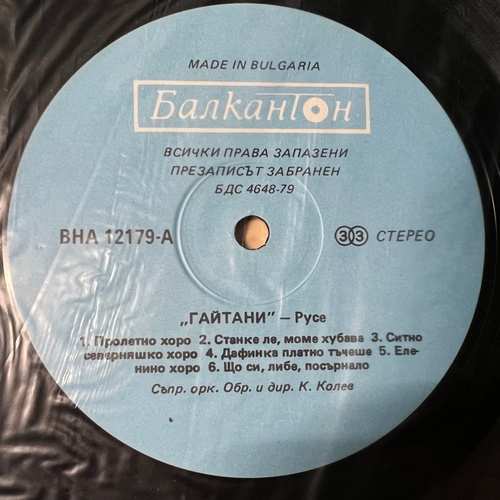 MADE IN BULGARIA
Балкантон
ВСИЧКИ ПРАВА ЗАПАЗЕНИ
ПРЕЗАПИСЪТ ЗАБРАНЕН
БДС 4648-79
ВНА 12179-А
33 СТЕРЕО
„ГАЙТАНИ" – Русе
1. Пролетно хоро 2. Станке ле, моме хубава 3. Ситно
северняшко хоро 4. Дафинка платно тъчеше 5. Еле-
нино хоро 6. Що си, либе, посърнало
Съпр. орк. Обр. и дир. К. Колев